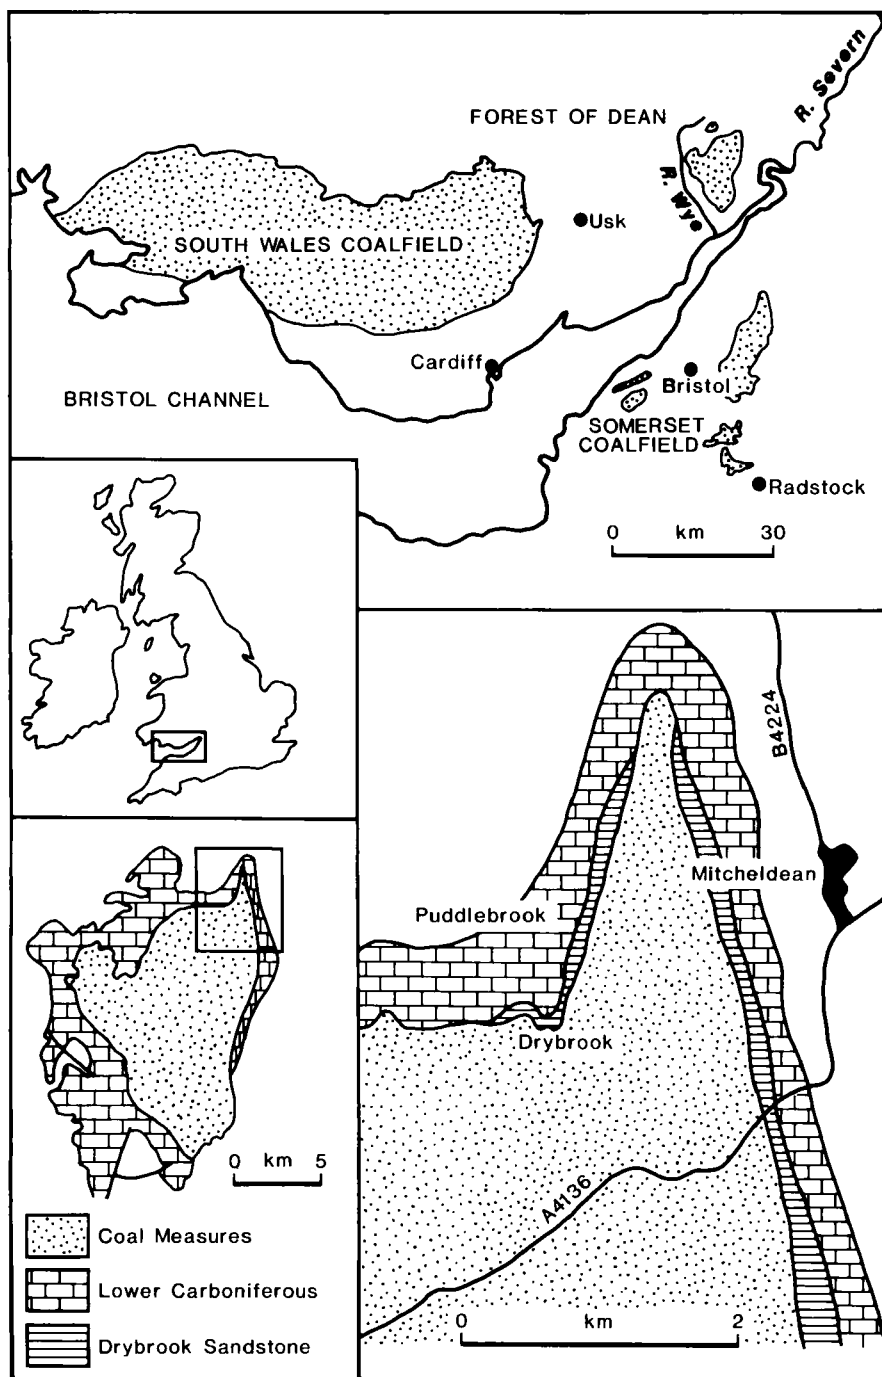 R. Severn
FOREST OF DEAN
R. Wye
Usk
SOUTH WALES COALFIELD
Cardiff
Bristol
BRISTOL CHANNEL
SOMERSET
COALFIELD
Radstock
0 km 30
B4224
Mitcheldean
Puddlebrook
Drybrook
A4136
0 km 2
0 km 5
Coal Measures
Lower Carboniferous
Drybrook Sandstone